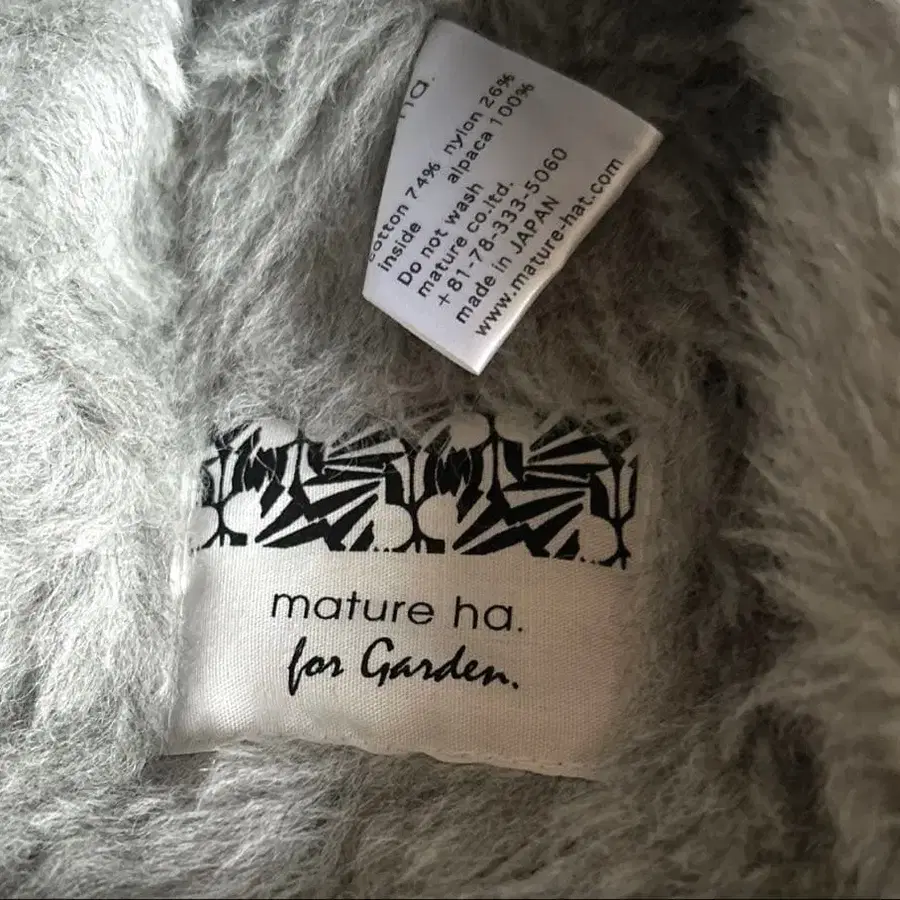 ha.
cotton 74% nylon 26%
inside alpaca 100%
Do not wash
mature co.ltd.
+81-78-333-5060
made in JAPAN
www.mature-hat.com
mature ha.
for Garden.